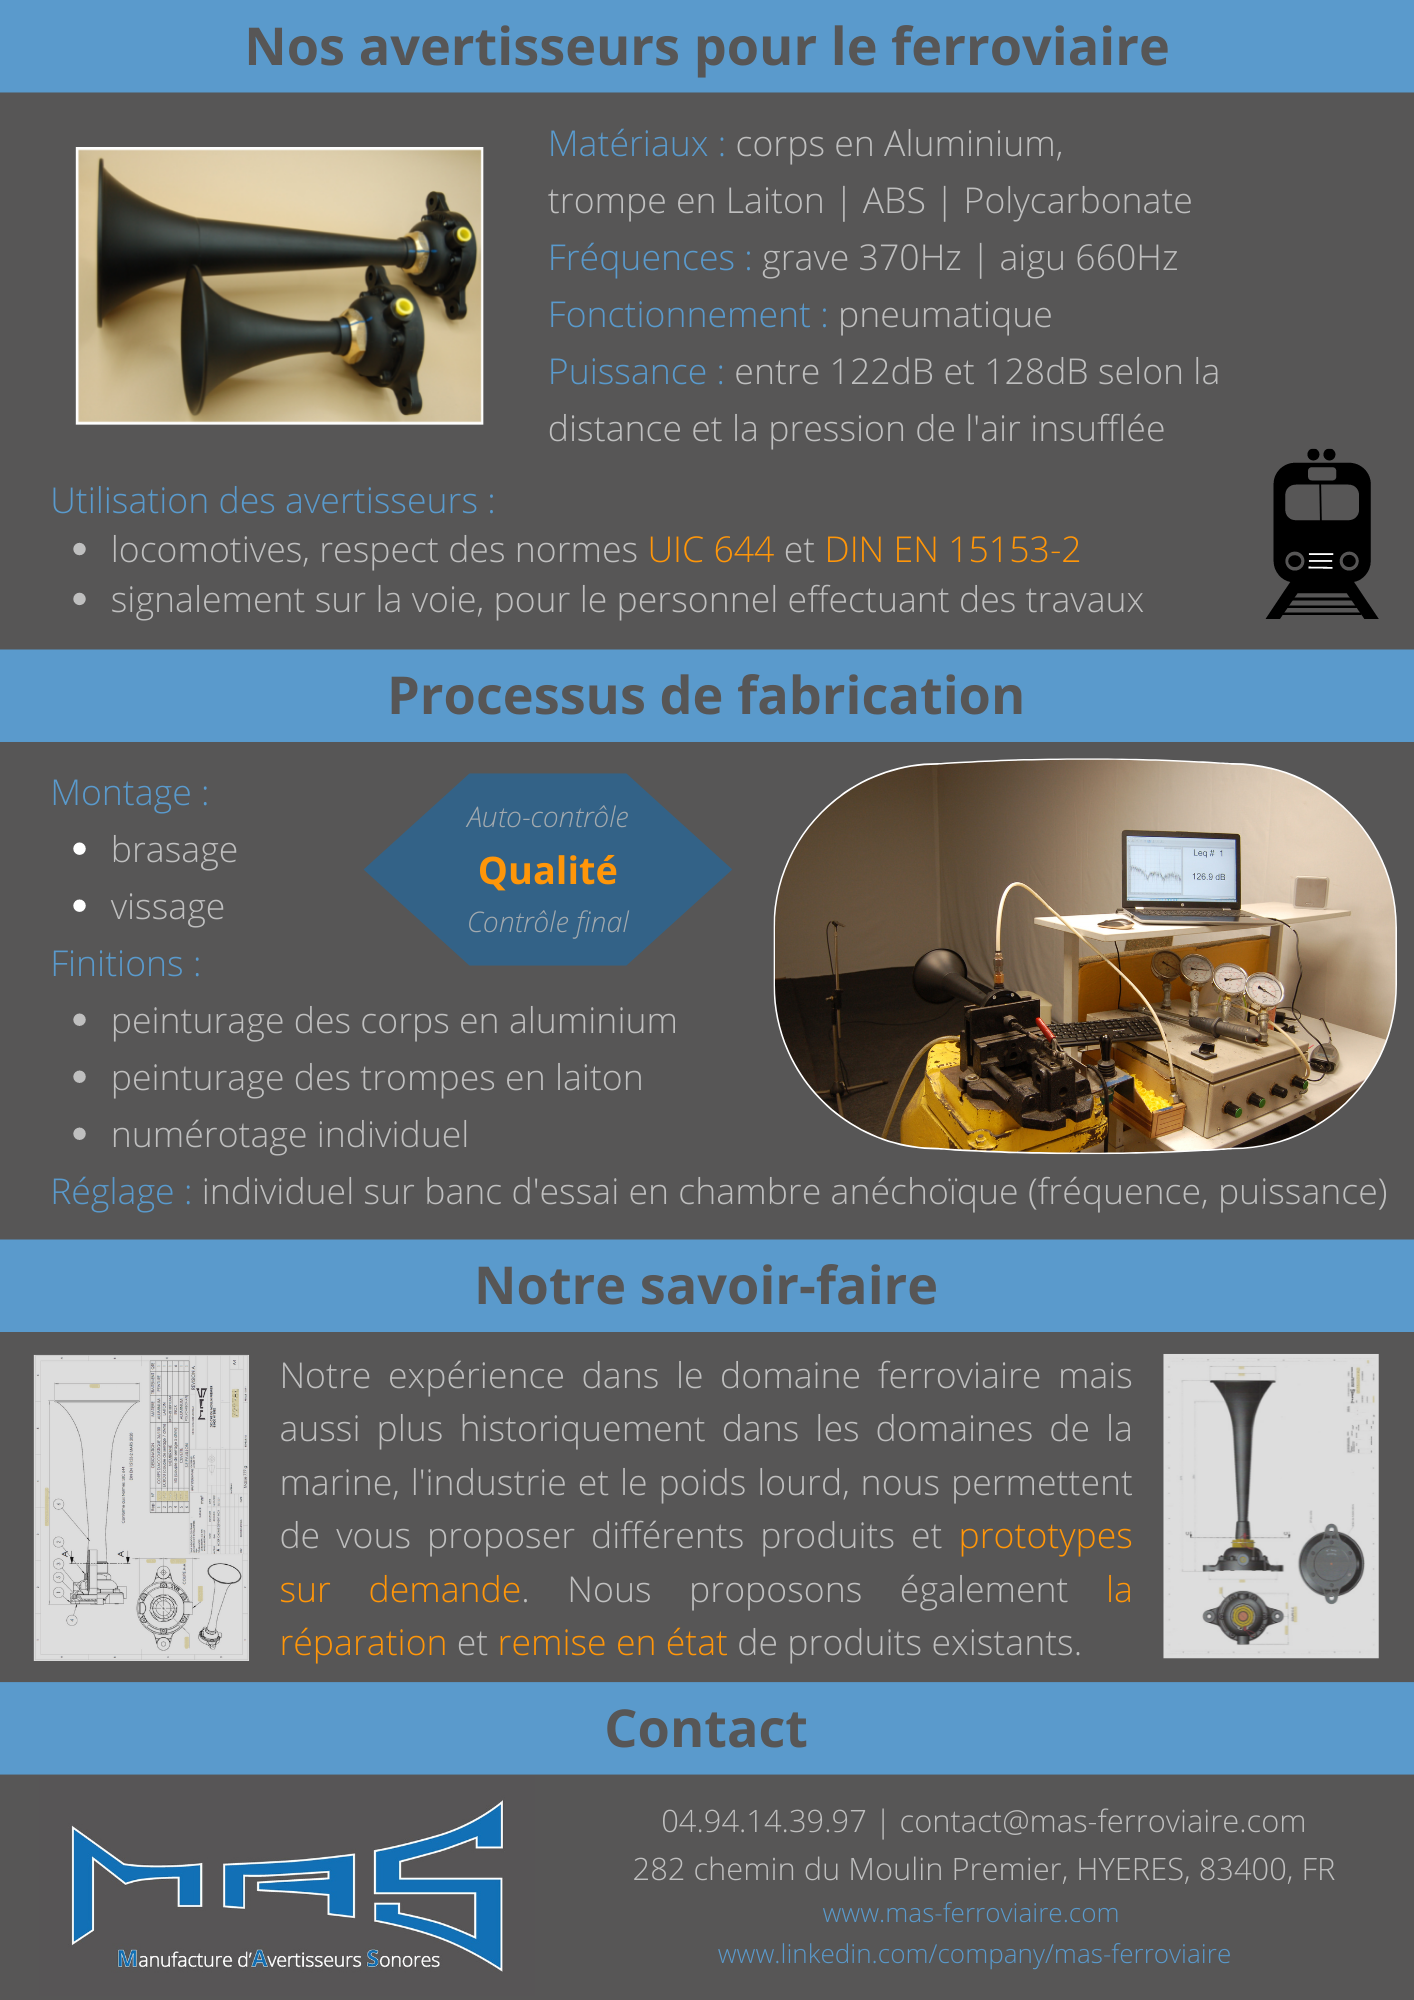 Nos avertisseurs pour le ferroviaire
Matériaux : corps en Aluminium,
trompe en Laiton | ABS | Polycarbonate
Fréquences : grave 370Hz | aigu 660Hz
Fonctionnement : pneumatique
Puissance : entre 122dB et 128dB selon la
distance et la pression de l'air insufflée
Utilisation des avertisseurs :
• locomotives, respect des normes UIC 644 et DIN EN 15153-2
• signalement sur la voie, pour le personnel effectuant des travaux
Processus de fabrication
Montage :
• brasage
• vissage
Finitions :
• peinturage des corps en aluminium
• peinturage des trompes en laiton
• numérotage individuel
Réglage : individuel sur banc d'essai en chambre anéchoïque (fréquence, puissance)
Auto-contrôle
Qualité
Contrôle final
Leq # 1
126.9 dB
Notre savoir-faire
Notre expérience dans le domaine ferroviaire mais
aussi plus historiquement dans les domaines de la
marine, l'industrie et le poids lourd, nous permettent
de vous proposer différents produits et prototypes
sur demande. Nous proposons également la
réparation et remise en état de produits existants.
Contact
MAS
Manufacture d'Avertisseurs Sonores
04.94.14.39.97 | contact@mas-ferroviaire.com
282 chemin du Moulin Premier, HYERES, 83400, FR
www.mas-ferroviaire.com
www.linkedin.com/company/mas-ferroviaire